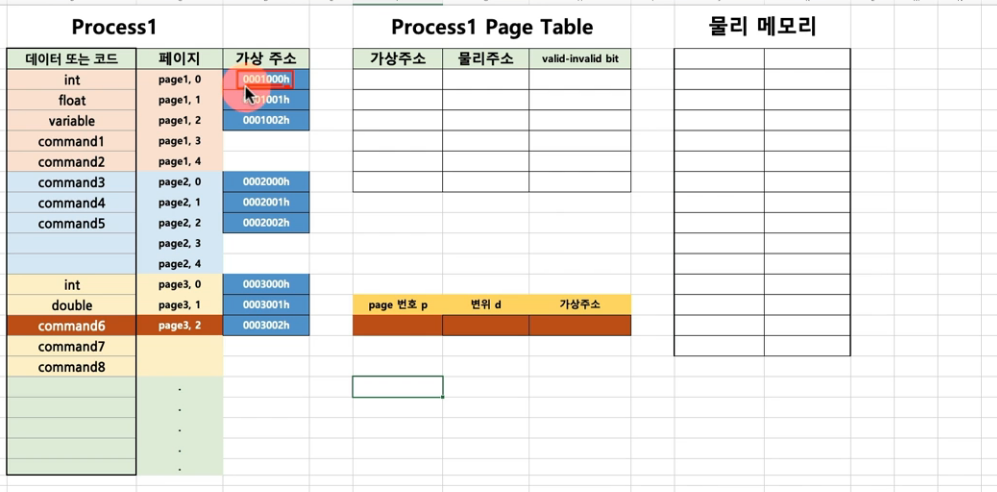 Process1 Process1 Page Table 물리 메모리
데이터 또는 코드 페이지 가상 주소 가상주소 물리주소 valid-invalid bit
int page1, 0 0001000h
float page1, 1 0001001h
variable page1, 2 0001002h
command1 page1, 3
command2 page1, 4
command3 page2, 0 0002000h
command4 page2, 1 0002001h
command5 page2, 2 0002002h
page2, 3
page2, 4
int page3, 0 0003000h
double page3, 1 0003001h page 번호 p 변위 d 가상주소
command6 page3, 2 0003002h
command7
command8
.
.
.
.
.